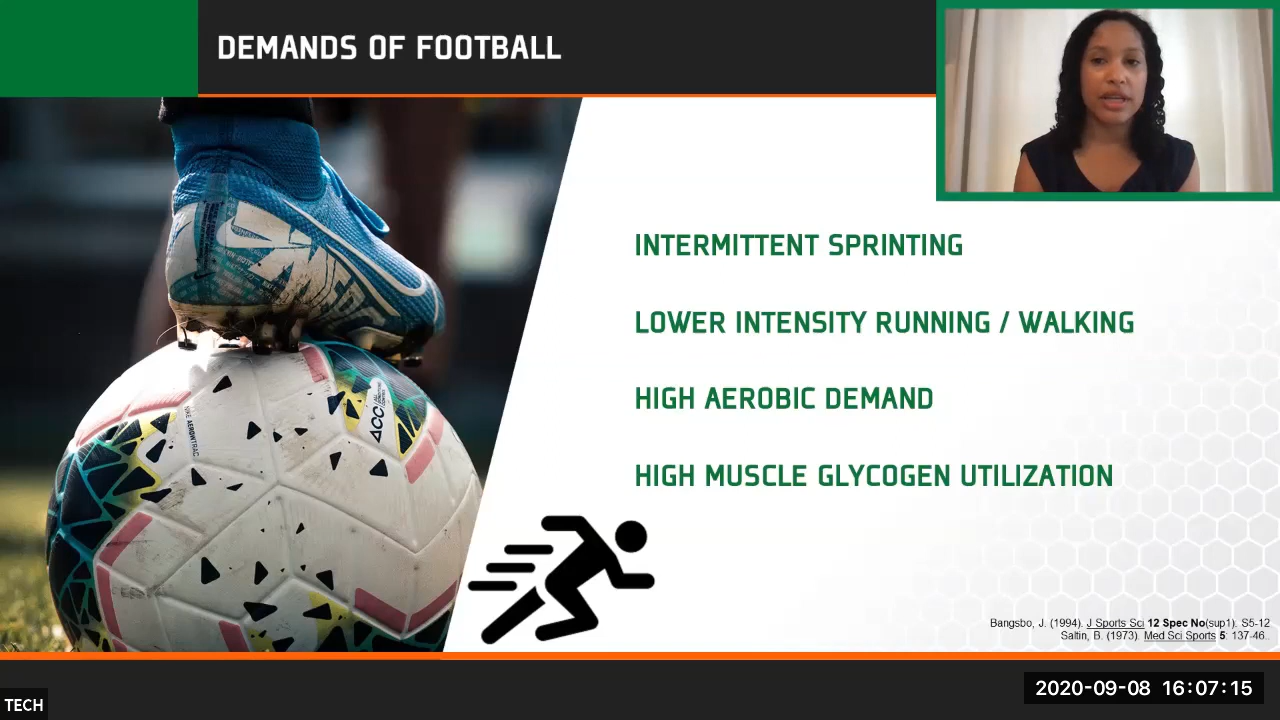 DEMANDS OF FOOTBALL
INTERMITTENT SPRINTING
LOWER INTENSITY RUNNING / WALKING
HIGH AEROBIC DEMAND
HIGH MUSCLE GLYCOGEN UTILIZATION
ACC
Bangsbo, J. (1994). J Sports Sci 12 Spec No(sup1). S5-12
Saltin, B. (1973). Med Sci Sports 5: 137-46..
2020-09-08 16:07:15
TECH